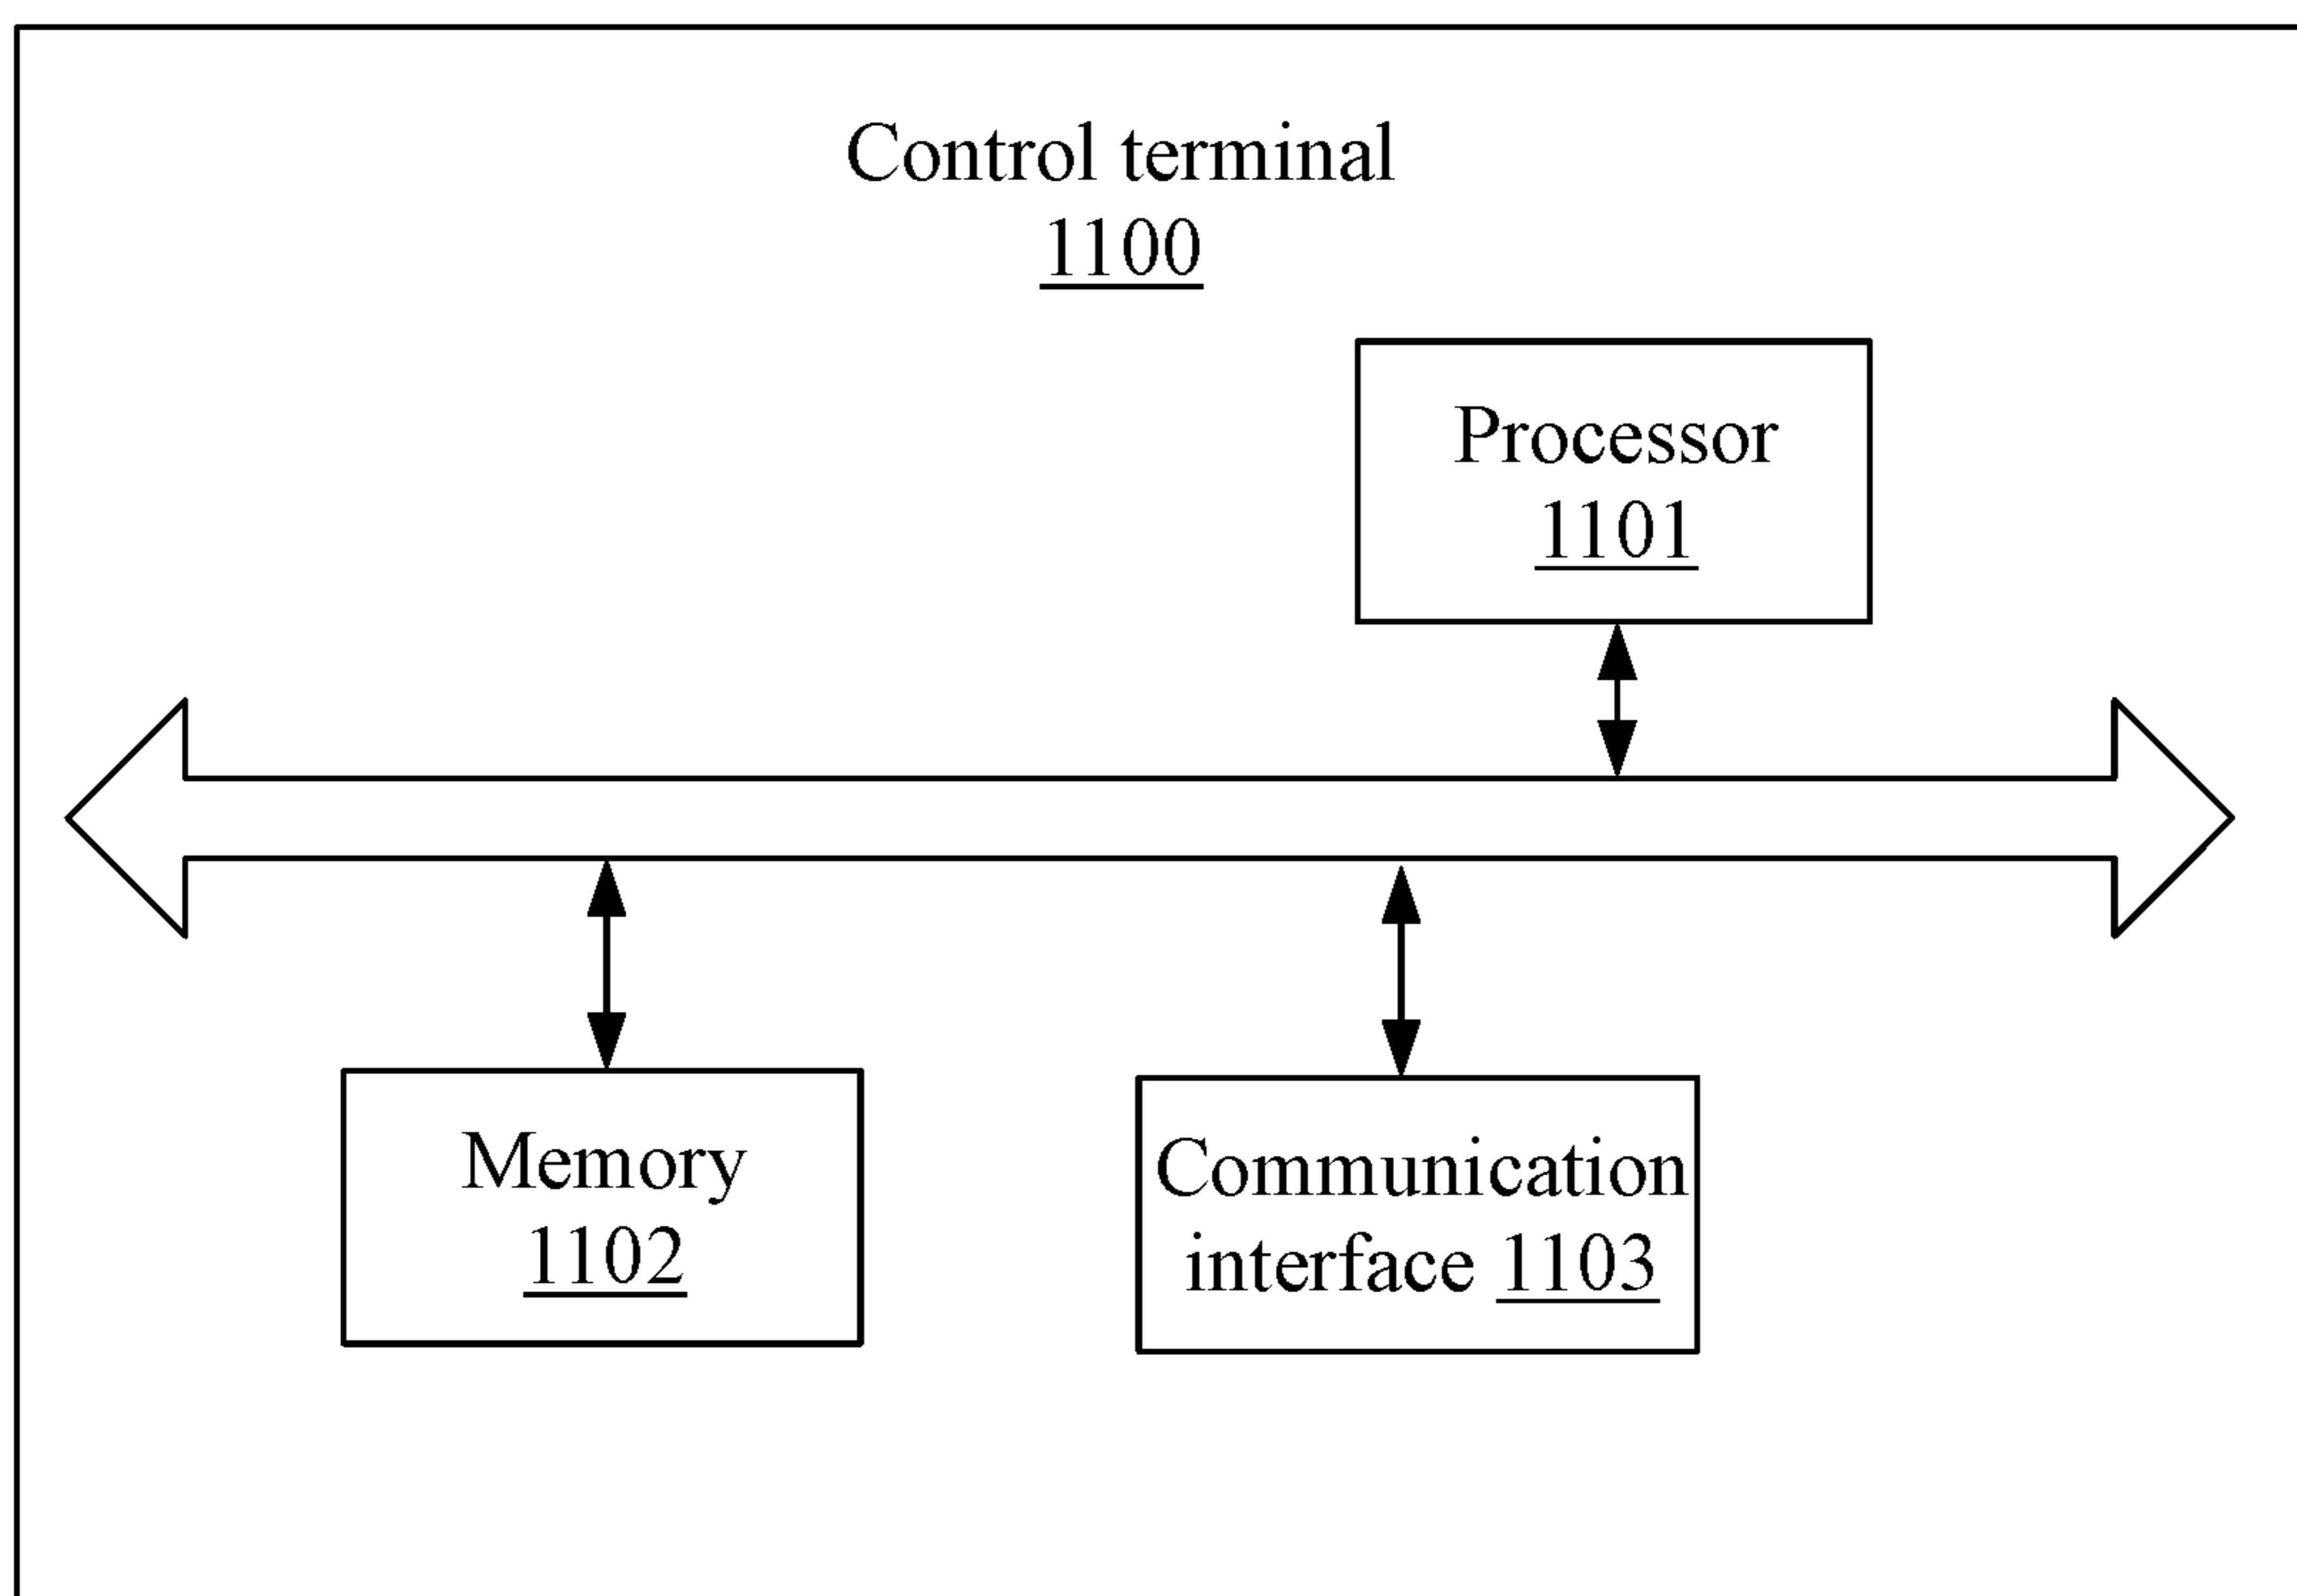 Control terminal
1100
Processor
1101
Memory
1102
Communication
interface 1103